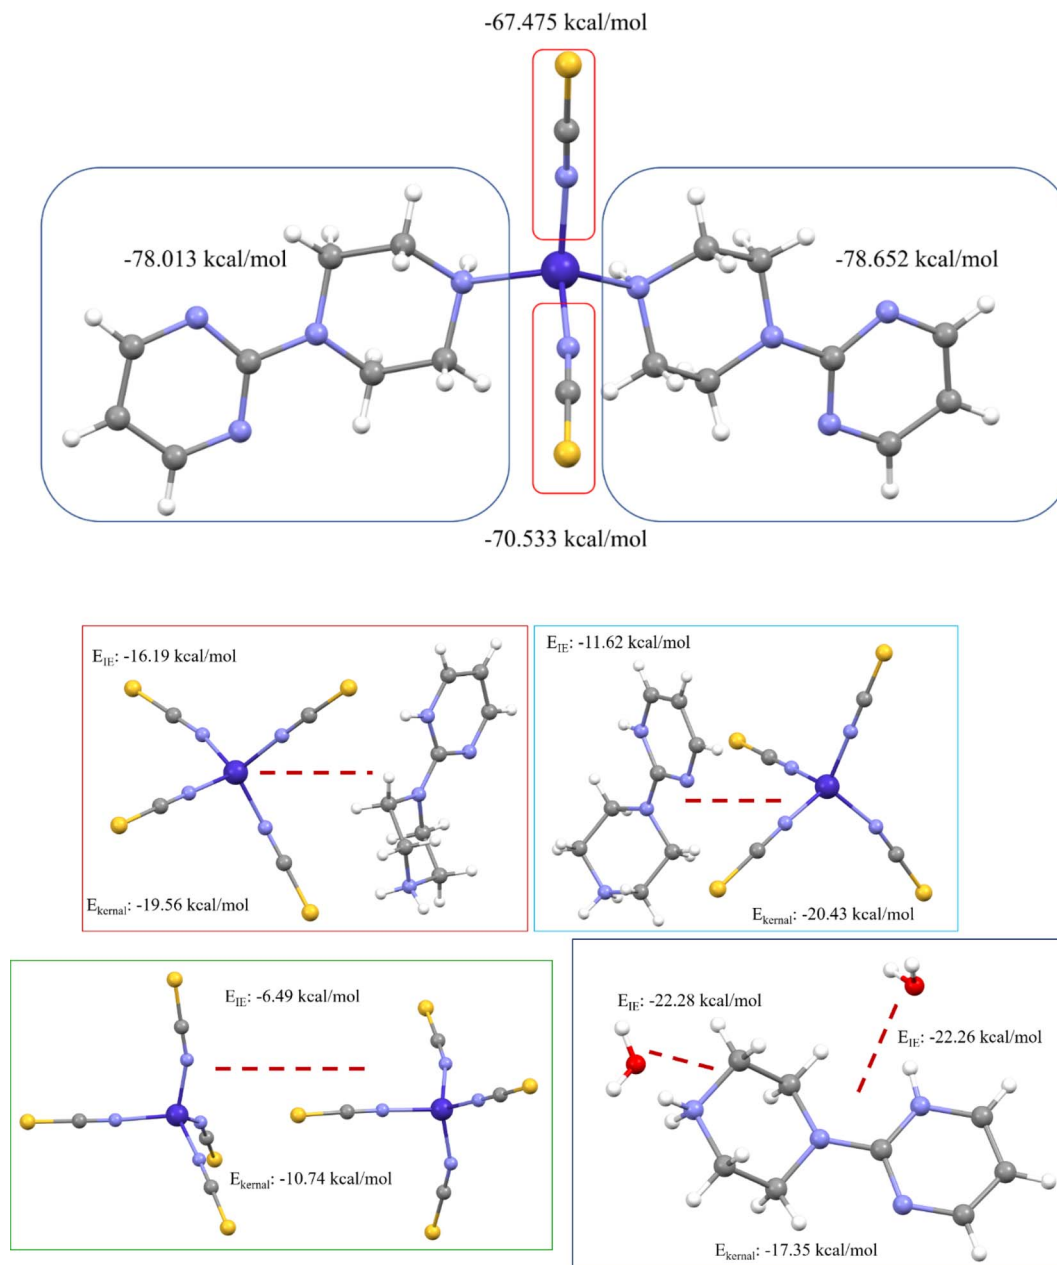 -67.475 kcal/mol
-78.013 kcal/mol
-78.652 kcal/mol
-70.533 kcal/mol
E_IE: -16.19 kcal/mol
E_kernal: -19.56 kcal/mol
E_IE: -11.62 kcal/mol
E_kernal: -20.43 kcal/mol
E_IE: -6.49 kcal/mol
E_kernal: -10.74 kcal/mol
E_IE: -22.28 kcal/mol
E_IE: -22.26 kcal/mol
E_kernal: -17.35 kcal/mol